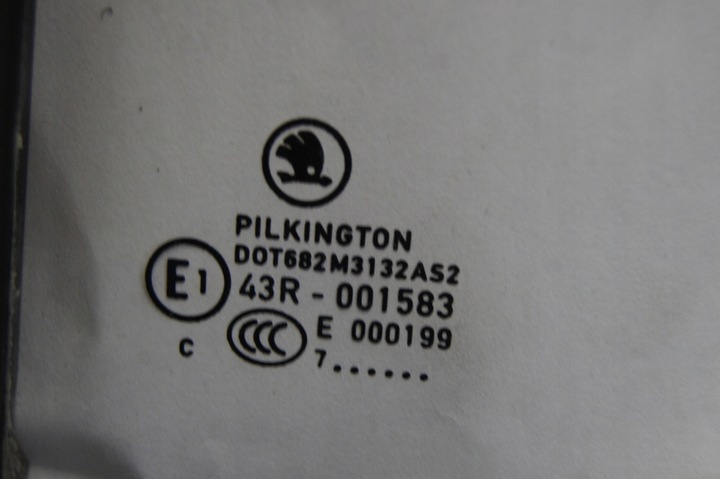 PILKINGTON
DOT682M3132AS2
E1 43R - 001583
CCC E 000199
C 7......